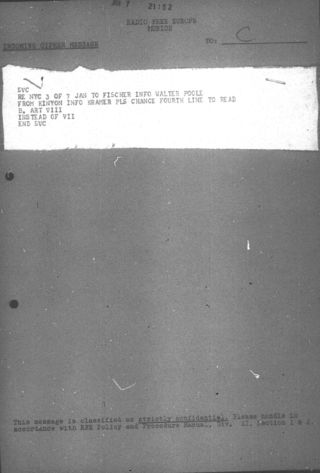 JAN 7 21:52
RADIO FREE EUROPE
MUNICH
INCOMING CIPHER MESSAGE
TO: C
SVC
RE NYC 3 OF 7 JAN TO FISCHER INFO WALTER POOLE
FROM KINYON INFO KRAMER PLS CHANGE FOURTH LINE TO READ
B. ART VIII
INSTEAD OF VII
END SVC
This message is classified as strictly confidential. Please handle in
accordance with RFE Policy and Procedure Manual, Div. Section 1 &